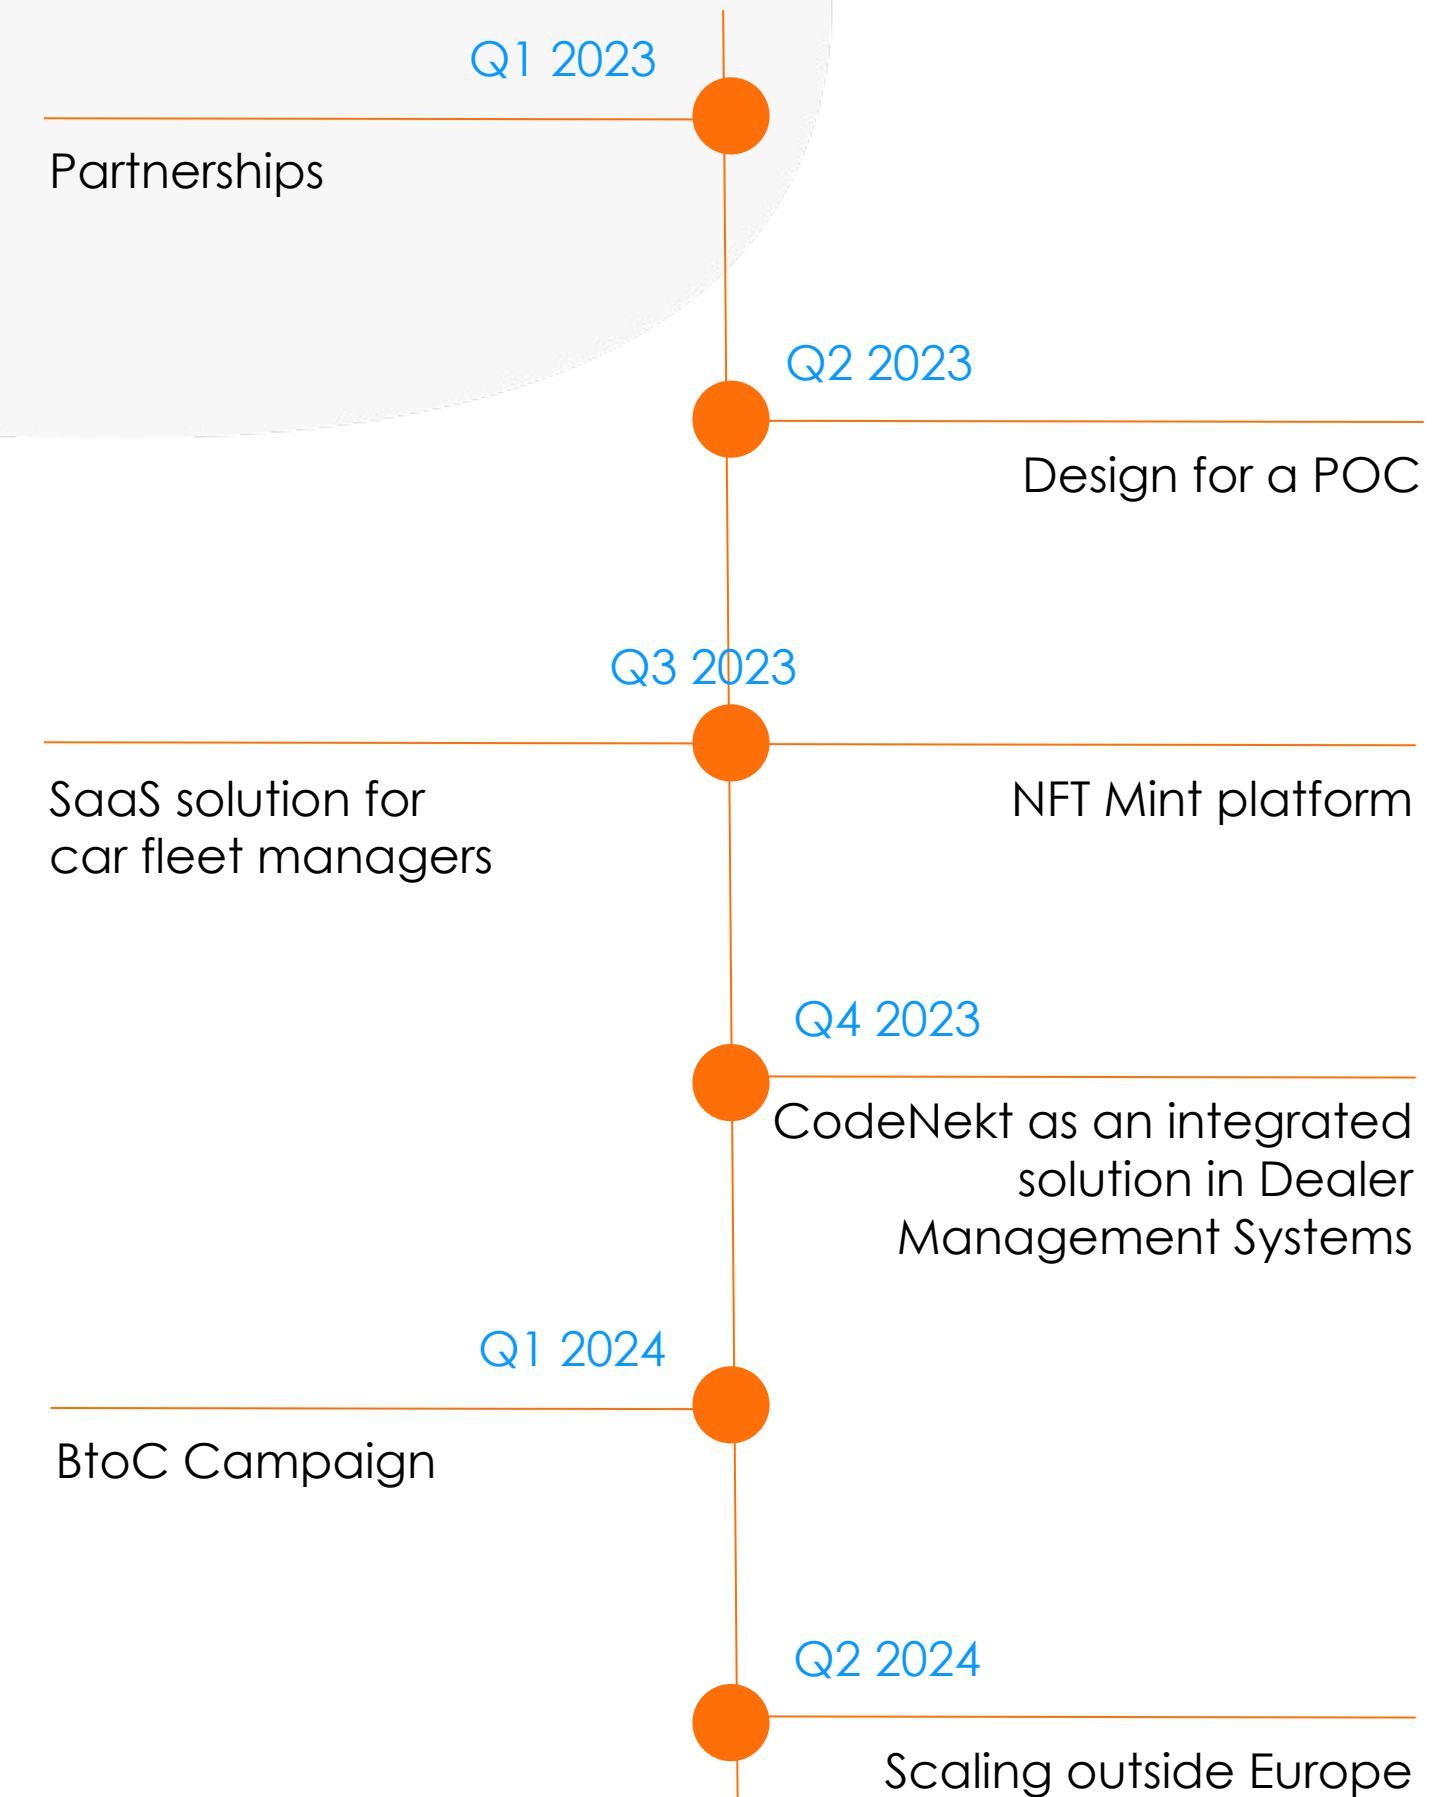 Q1 2023
Partnerships
Q2 2023
Design for a POC
Q3 2023
SaaS solution for
car fleet managers
NFT Mint platform
Q4 2023
CodeNekt as an integrated
solution in Dealer
Management Systems
Q1 2024
BtoC Campaign
Q2 2024
Scaling outside Europe